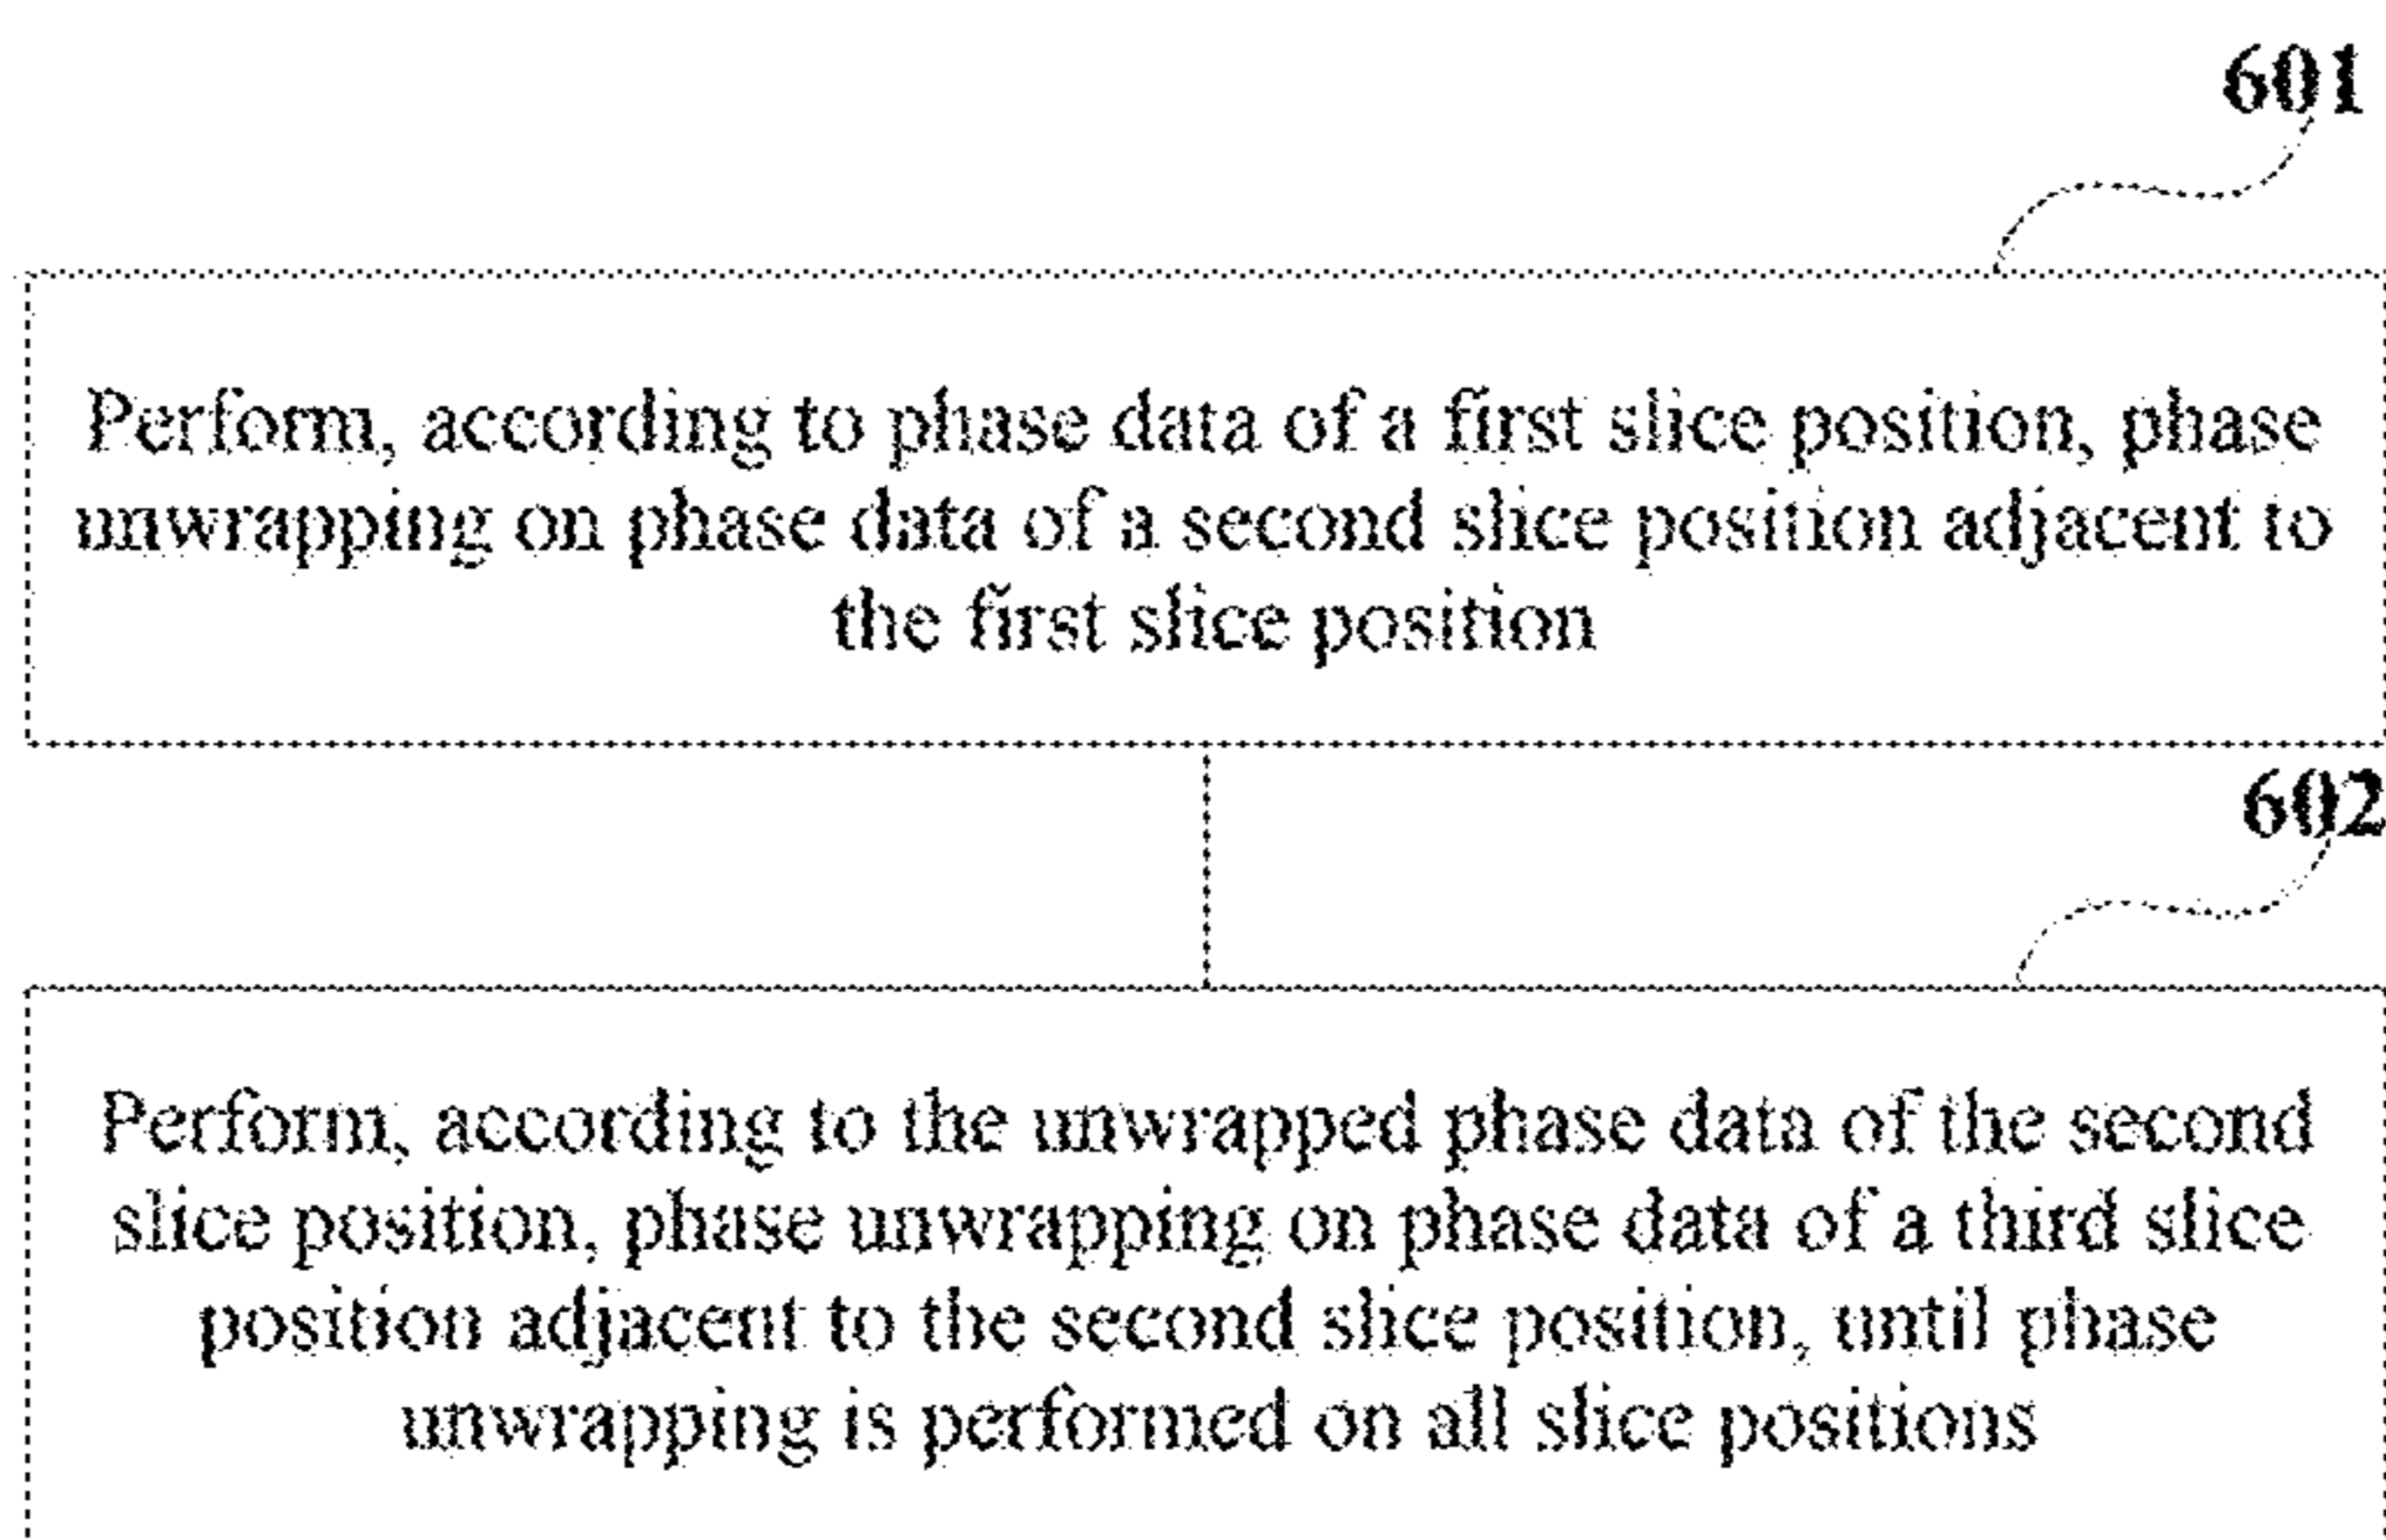 601
Perform, according to phase data of a first slice position, phase
unwrapping on phase data of a second slice position adjacent to
the first slice position
602
Perform, according to the unwrapped phase data of the second
slice position, phase unwrapping on phase data of a third slice
position adjacent to the second slice position, until phase
unwrapping is performed on all slice positions